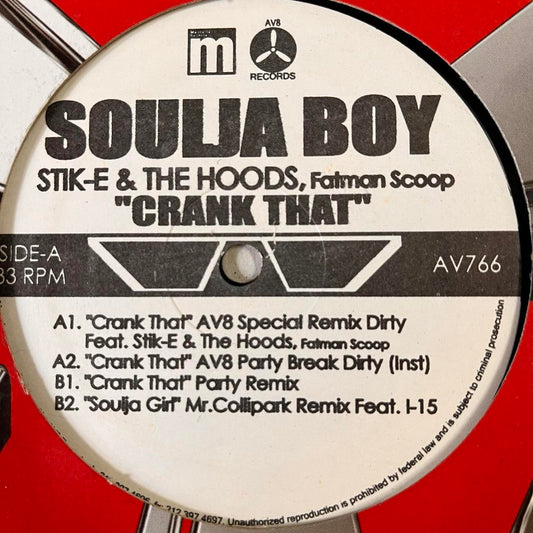 m
AV8
RECORDS
SOULJA BOY
STIK-E & THE HOODS, Fatman Scoop
"CRANK THAT"
SIDE-A
33 RPM
AV766
A1. "Crank That" AV8 Special Remix Dirty
Feat. Stik-E & The Hoods, Fatman Scoop
A2. "Crank That" AV8 Party Break Dirty (Inst)
B1. "Crank That" Party Remix
B2. "Soulja Girl" Mr.Collipark Remix Feat. I-15
212 397 4697. Unauthorized reproduction is prohibited by federal law and is subject to criminal prosecution